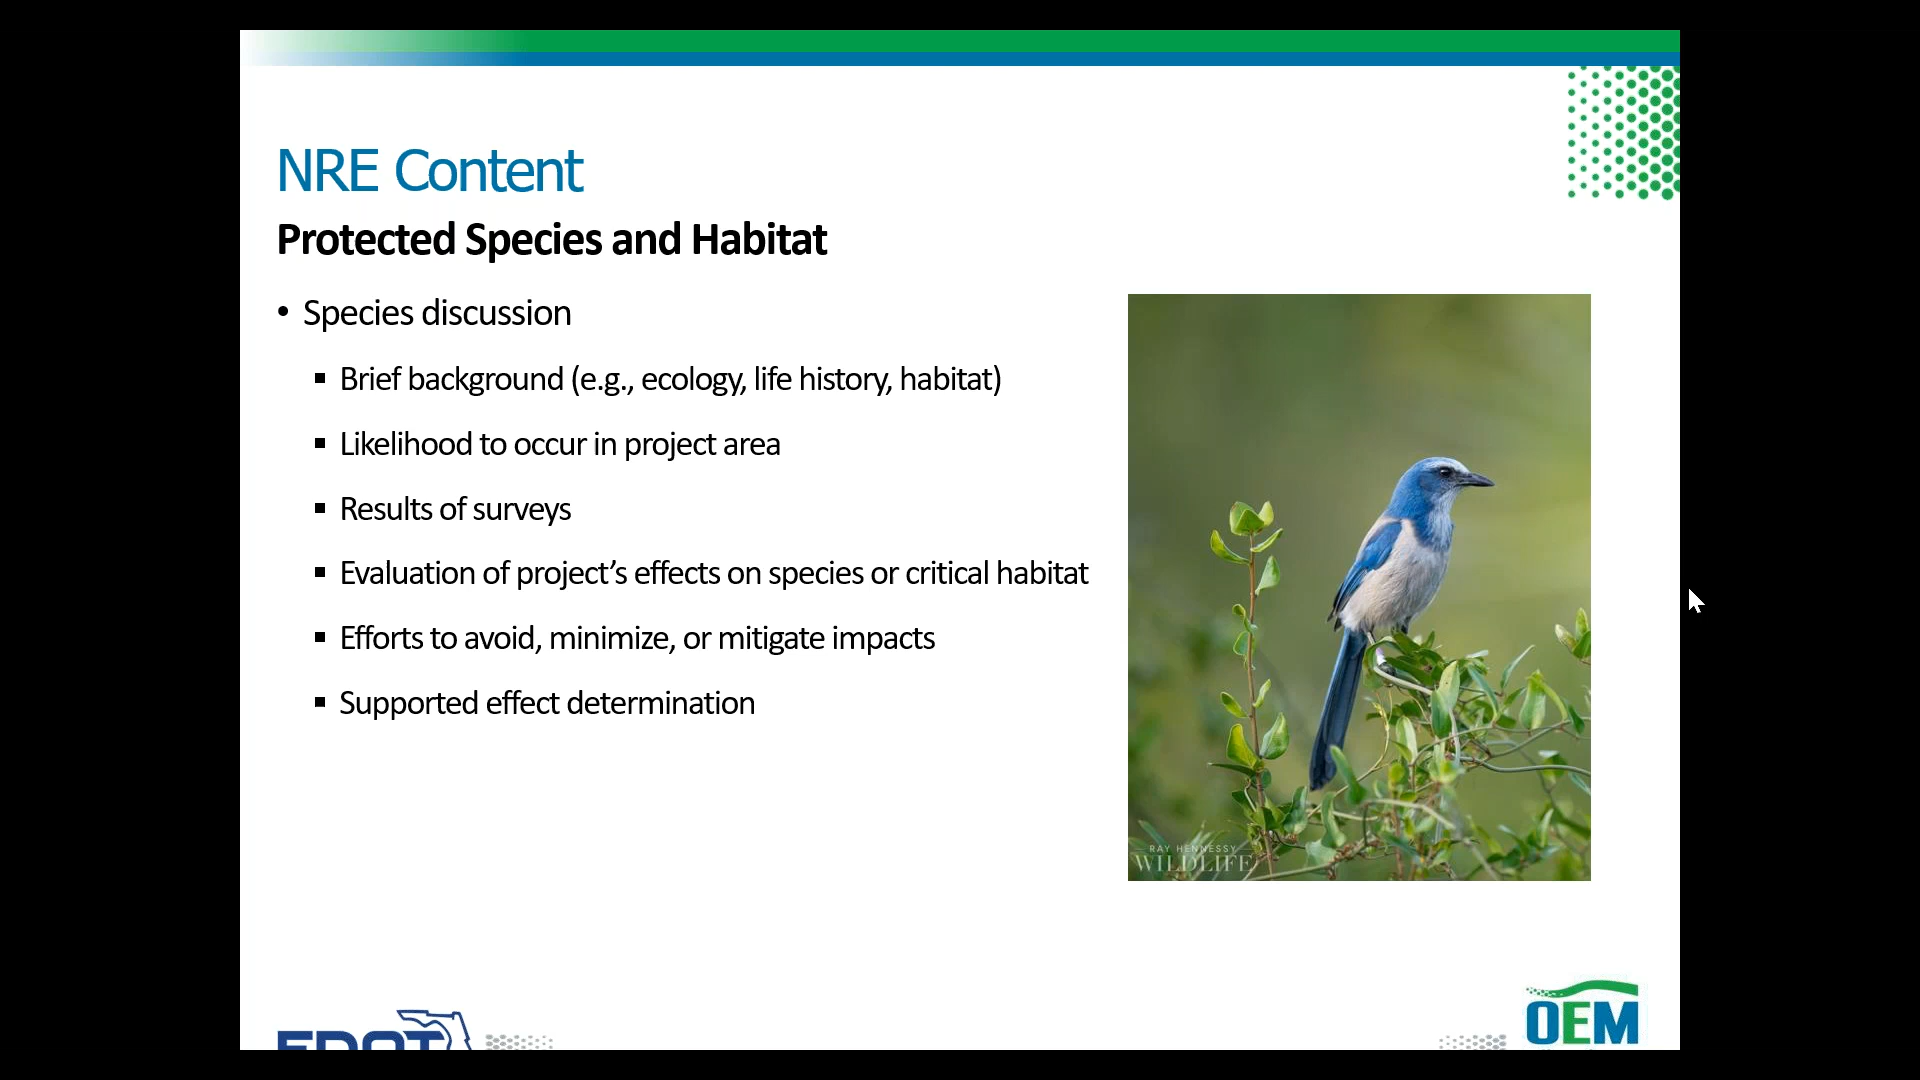 NRE Content
Protected Species and Habitat
• Species discussion
▪ Brief background (e.g., ecology, life history, habitat)
▪ Likelihood to occur in project area
▪ Results of surveys
▪ Evaluation of project’s effects on species or critical habitat
▪ Efforts to avoid, minimize, or mitigate impacts
▪ Supported effect determination
RAY HENNESSY
WILDLIFE
FDOT
OEM